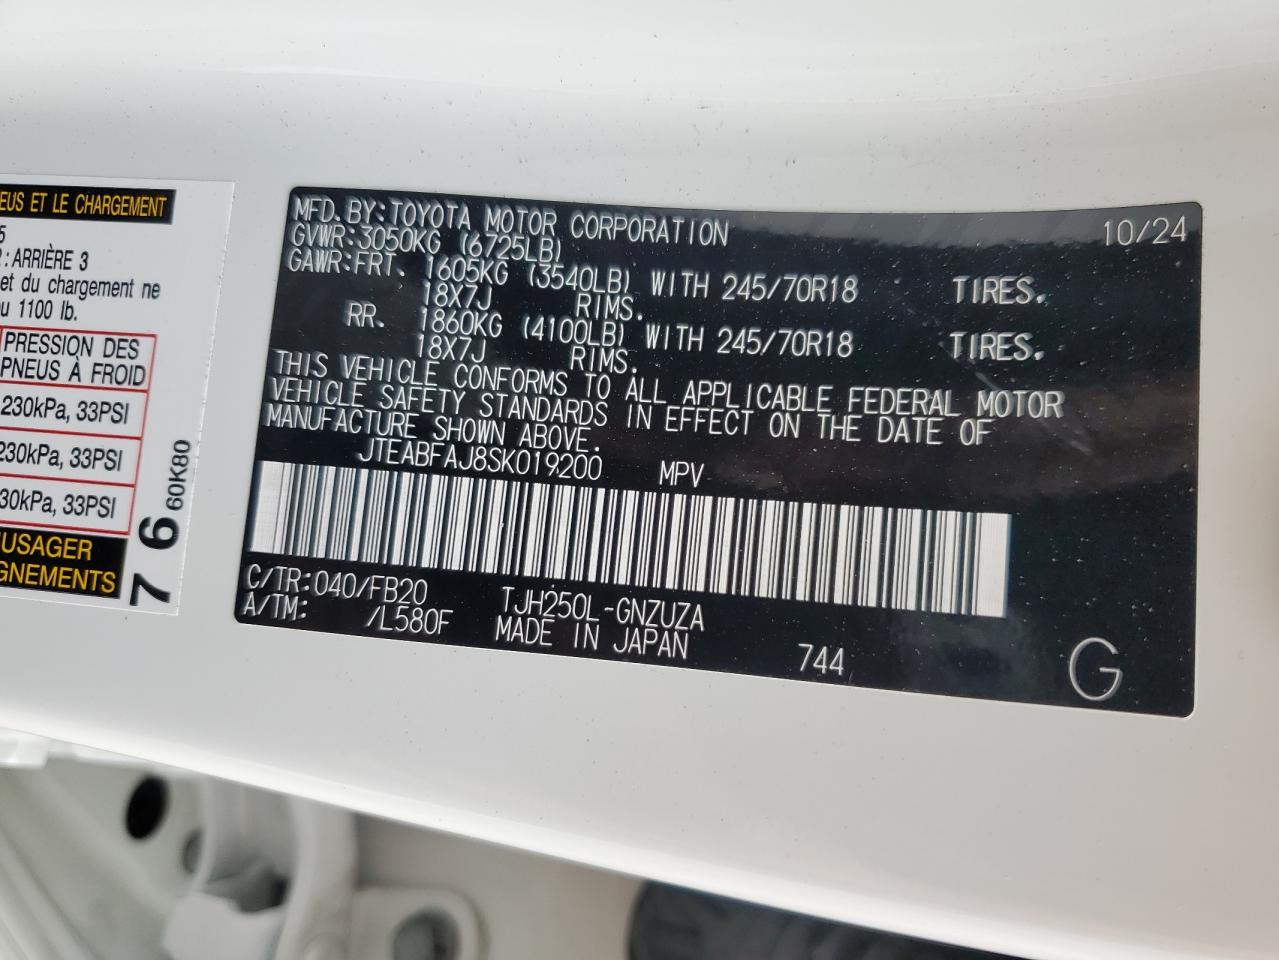 EUS ET LE CHARGEMENT
5
: ARRIÈRE 3
et du chargement ne
1100 lb.
PRESSION DES
PNEUS À FROID
230kPa, 33PSI
230kPa, 33PSI
30kPa, 33PSI
USAGER
GNEMENTS
7 6 60K80
MFD. BY: TOYOTA MOTOR CORPORATION 10/24
GVWR: 3050KG (6725LB)
GAWR: FRT. 1605KG (3540LB) WITH 245/70R18 TIRES.
18X7J RIMS.
RR. 1860KG (4100LB) WITH 245/70R18 TIRES.
18X7J RIMS.
THIS VEHICLE CONFORMS TO ALL APPLICABLE FEDERAL MOTOR
VEHICLE SAFETY STANDARDS IN EFFECT ON THE DATE OF
MANUFACTURE SHOWN ABOVE.
JTEABFAJ8SK019200 MPV
C/TR: 040/FB20 TJH250L-GNZUZA
A/TM: /L580F MADE IN JAPAN 744 G